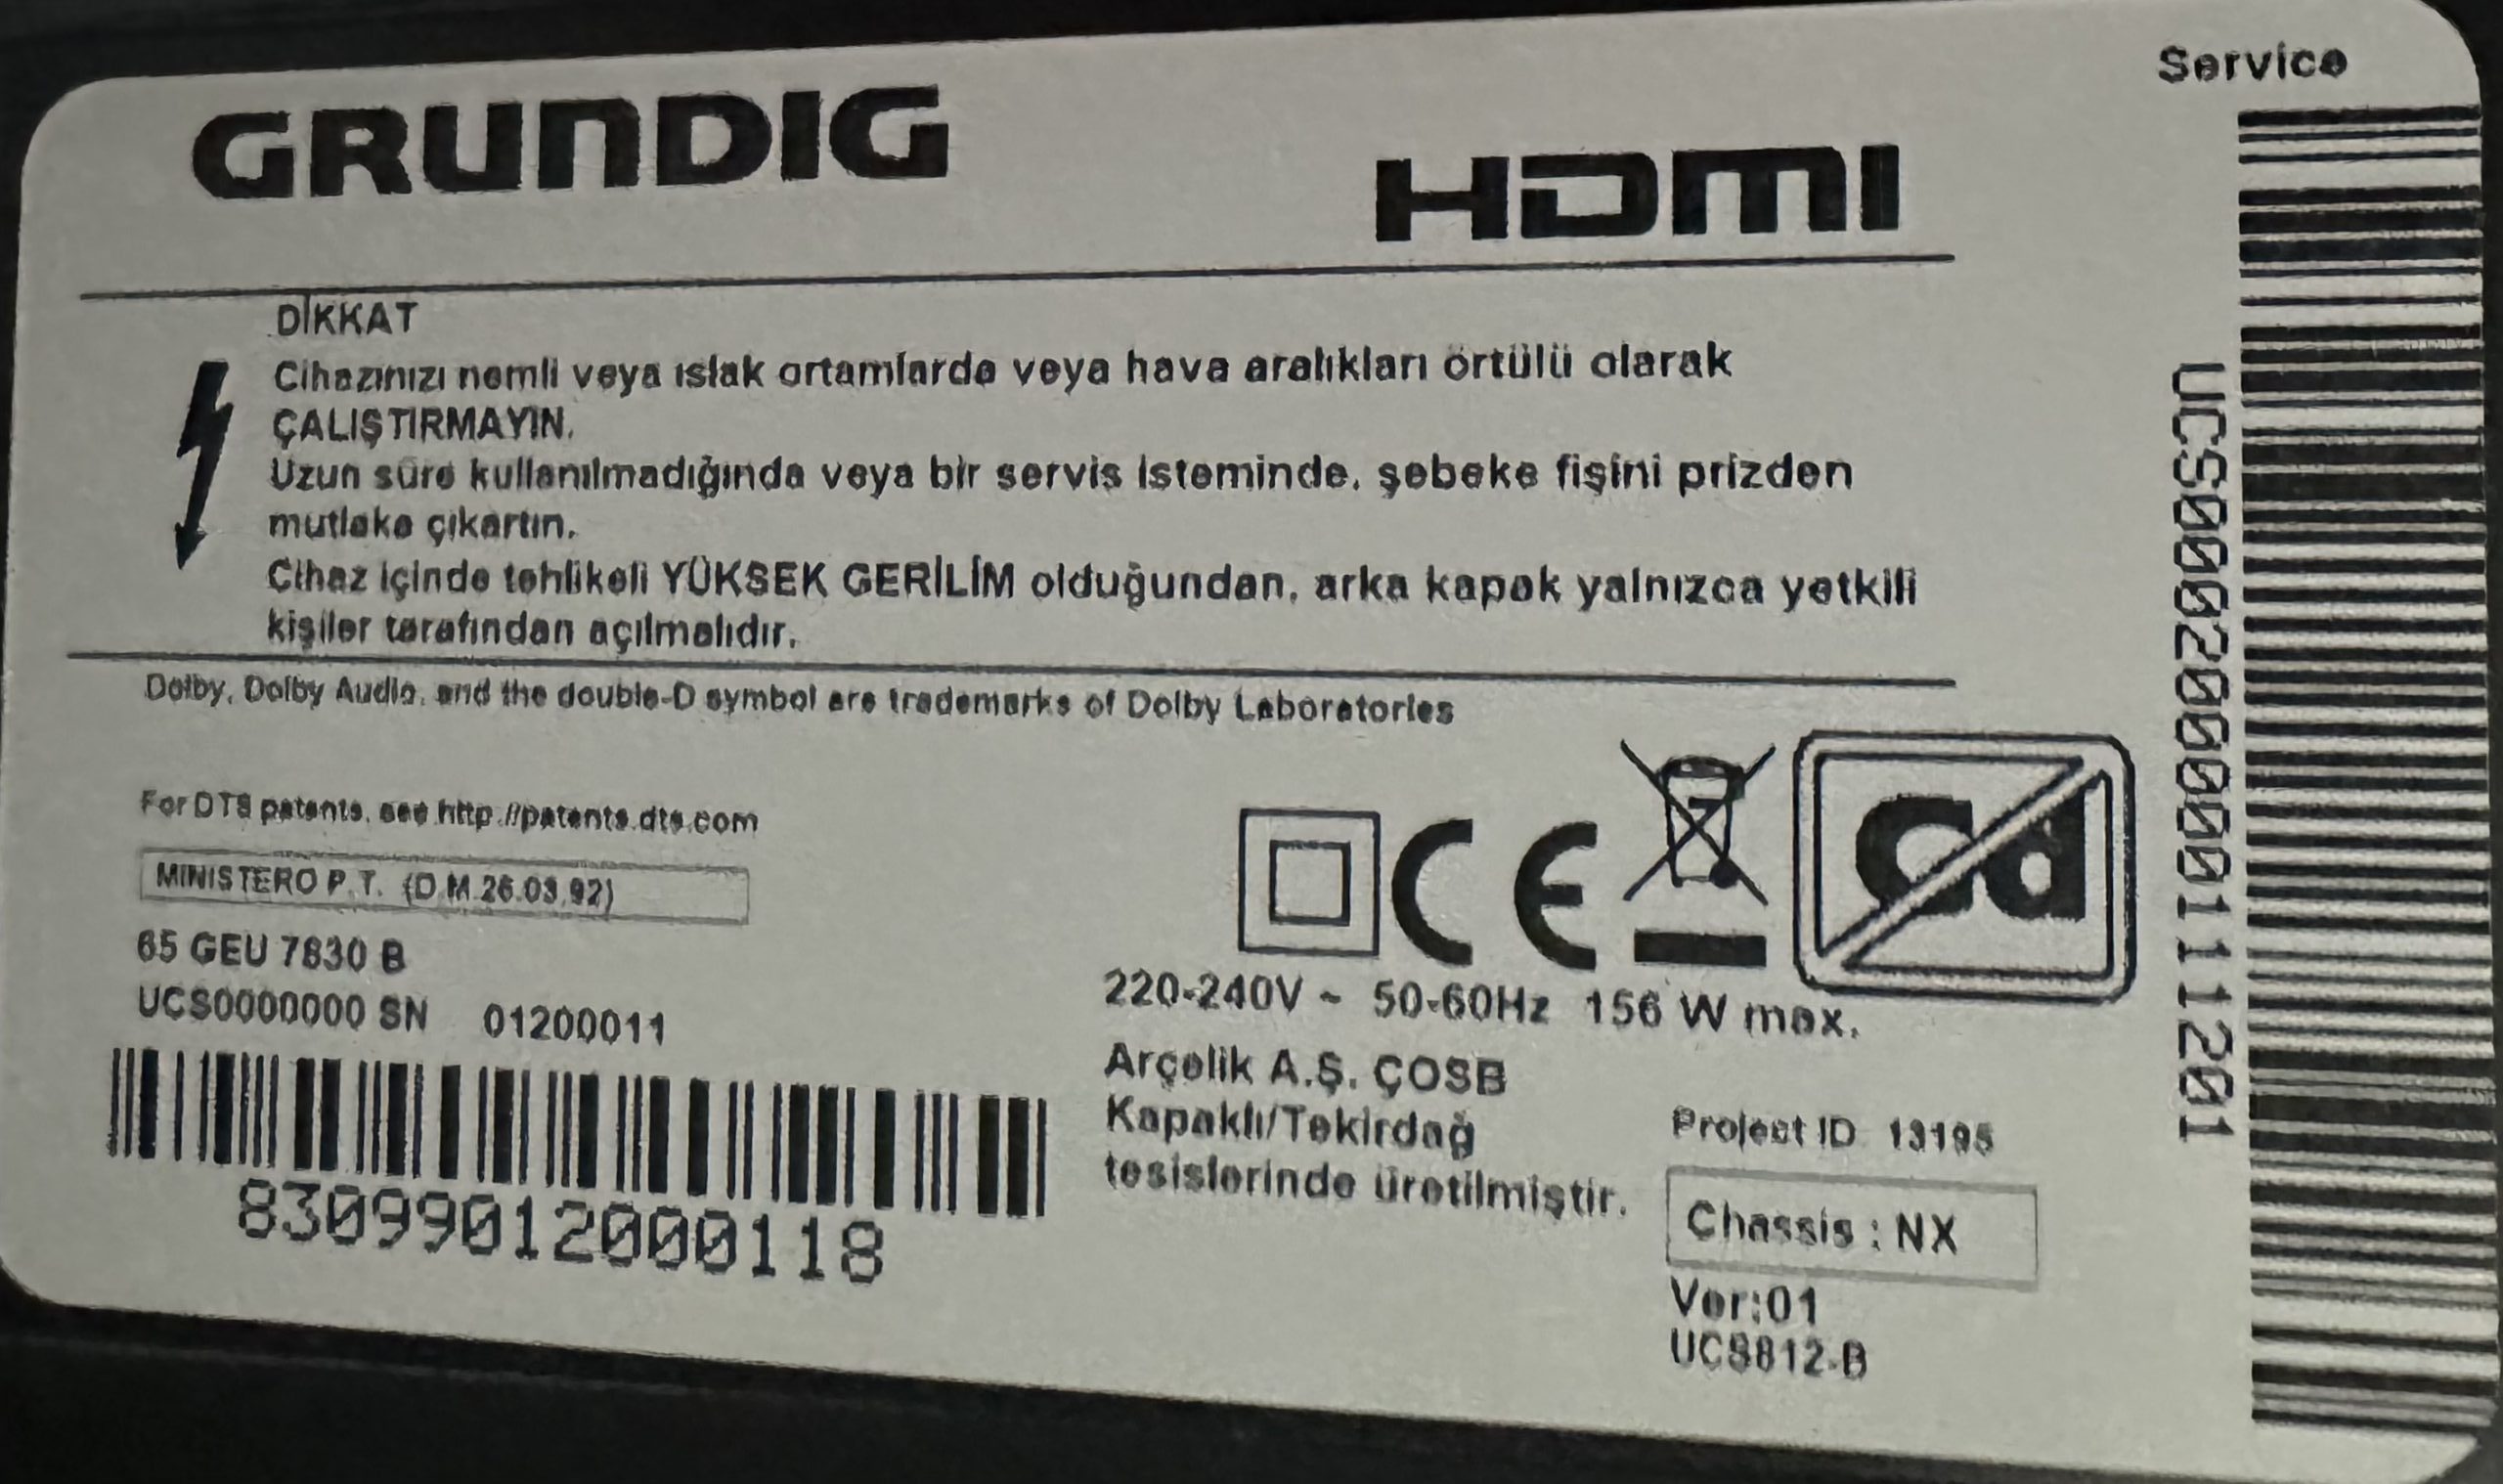 GRUNDIG
HDMI
Service
DİKKAT
Cihazınızı nemli veya ıslak ortamlarda veya hava aralıkları örtülü olarak
ÇALIŞTIRMAYIN.
Uzun süre kullanılmadığında veya bir servis isteminde, şebeke fişini prizden
mutlaka çıkartın.
Cihaz içinde tehlikeli YÜKSEK GERİLİM olduğundan, arka kapak yalnızca yetkili
kişiler tarafından açılmalıdır.
Dolby, Dolby Audio, and the double-D symbol are trademarks of Dolby Laboratories
For DTS patents, see http://patents.dts.com
MINISTERO P.T. (D M 26.03.92)
65 GEU 7830 B
UCS0000000 SN 01200011
830990120000118
CE
Cd
220-240V ~ 50-60Hz 156 W max.
Arçelik A.Ş. ÇOSB
Kapaklı/Tekirdağ
tesislerinde üretilmiştir.
Project ID 13195
Chassis : NX
Ver:01
UCS812-B